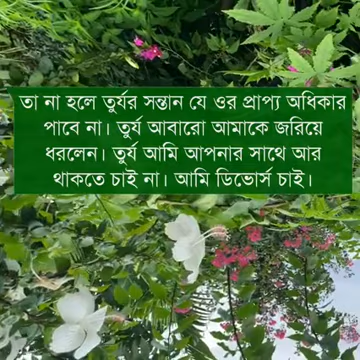 তা না হলে তুর্যর সন্তান যে ওর প্রাপ্য অধিকার
পাবে না। তুর্য আবারো আমাকে জরিয়ে
ধরলেন। তুর্য আমি আপনার সাথে আর
থাকতে চাই না। আমি ডিভোর্স চাই।